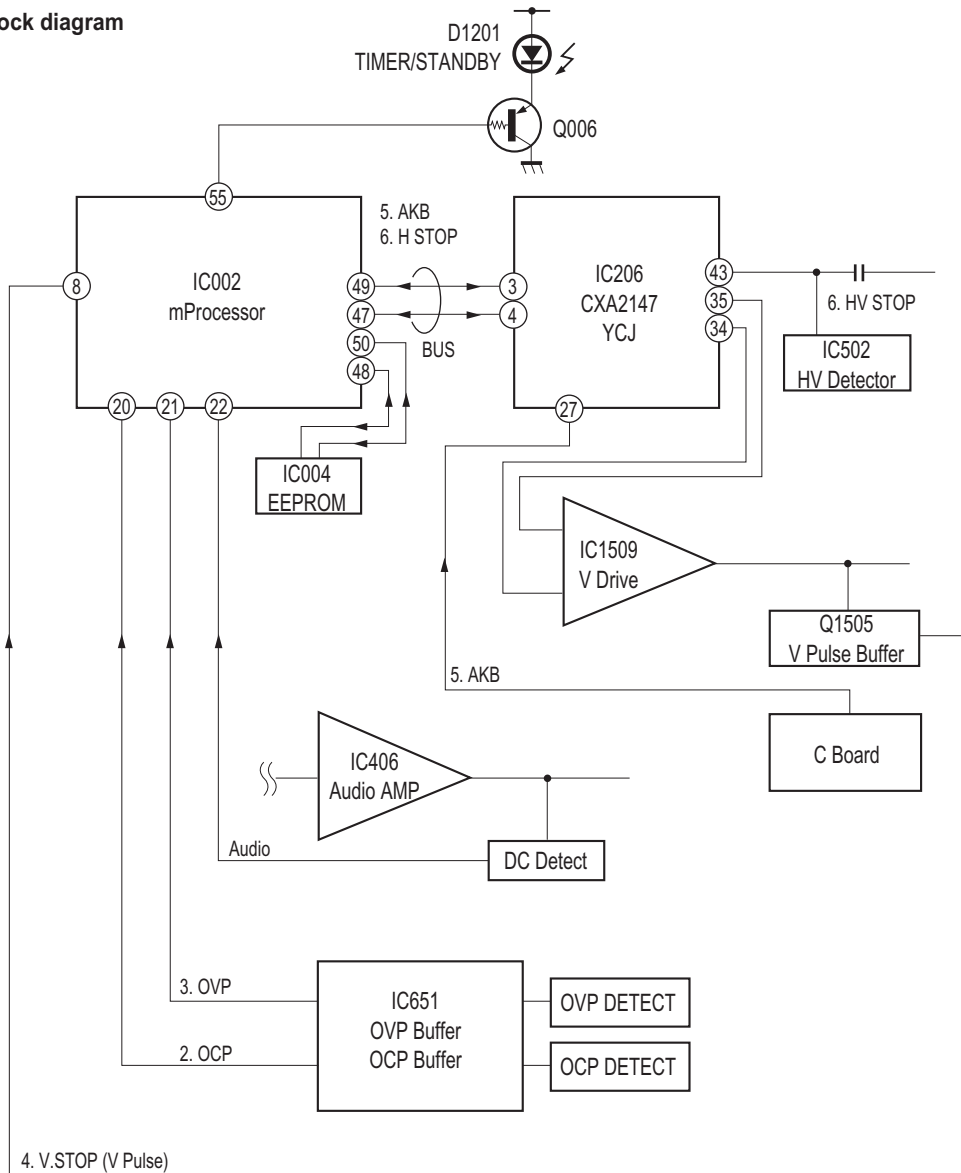 ock diagram
D1201
TIMER/STANDBY
Q006
55
5. AKB
6. H STOP
8
IC002
mProcessor
49
47
50
48
BUS
3
4
IC206
CXA2147
YCJ
43
35
34
6. HV STOP
IC502
HV Detector
20
21
22
27
IC004
EEPROM
IC1509
V Drive
Q1505
V Pulse Buffer
5. AKB
C Board
IC406
Audio AMP
Audio
DC Detect
3. OVP
2. OCP
IC651
OVP Buffer
OCP Buffer
OVP DETECT
OCP DETECT
4. V.STOP (V Pulse)